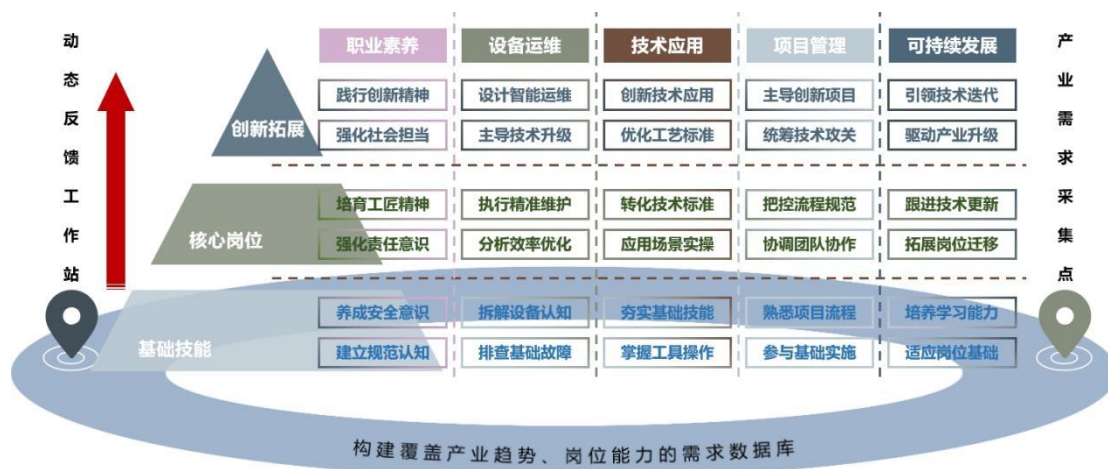 动态反馈工作站
产业需求采集点
职业素养 设备运维 技术应用 项目管理 可持续发展
创新拓展
践行创新精神 设计智能运维 创新技术应用 主导创新项目 引领技术迭代
强化社会担当 主导技术升级 优化工艺标准 统筹技术攻关 驱动产业升级
核心岗位
培育工匠精神 执行精准维护 转化技术标准 把控流程规范 跟进技术更新
强化责任意识 分析效率优化 应用场景实操 协调团队协作 拓展岗位迁移
基础技能
养成安全意识 拆解设备认知 夯实基础技能 熟悉项目流程 培养学习能力
建立规范认知 排查基础故障 掌握工具操作 参与基础实施 适应岗位基础
构建覆盖产业趋势、岗位能力的需求数据库